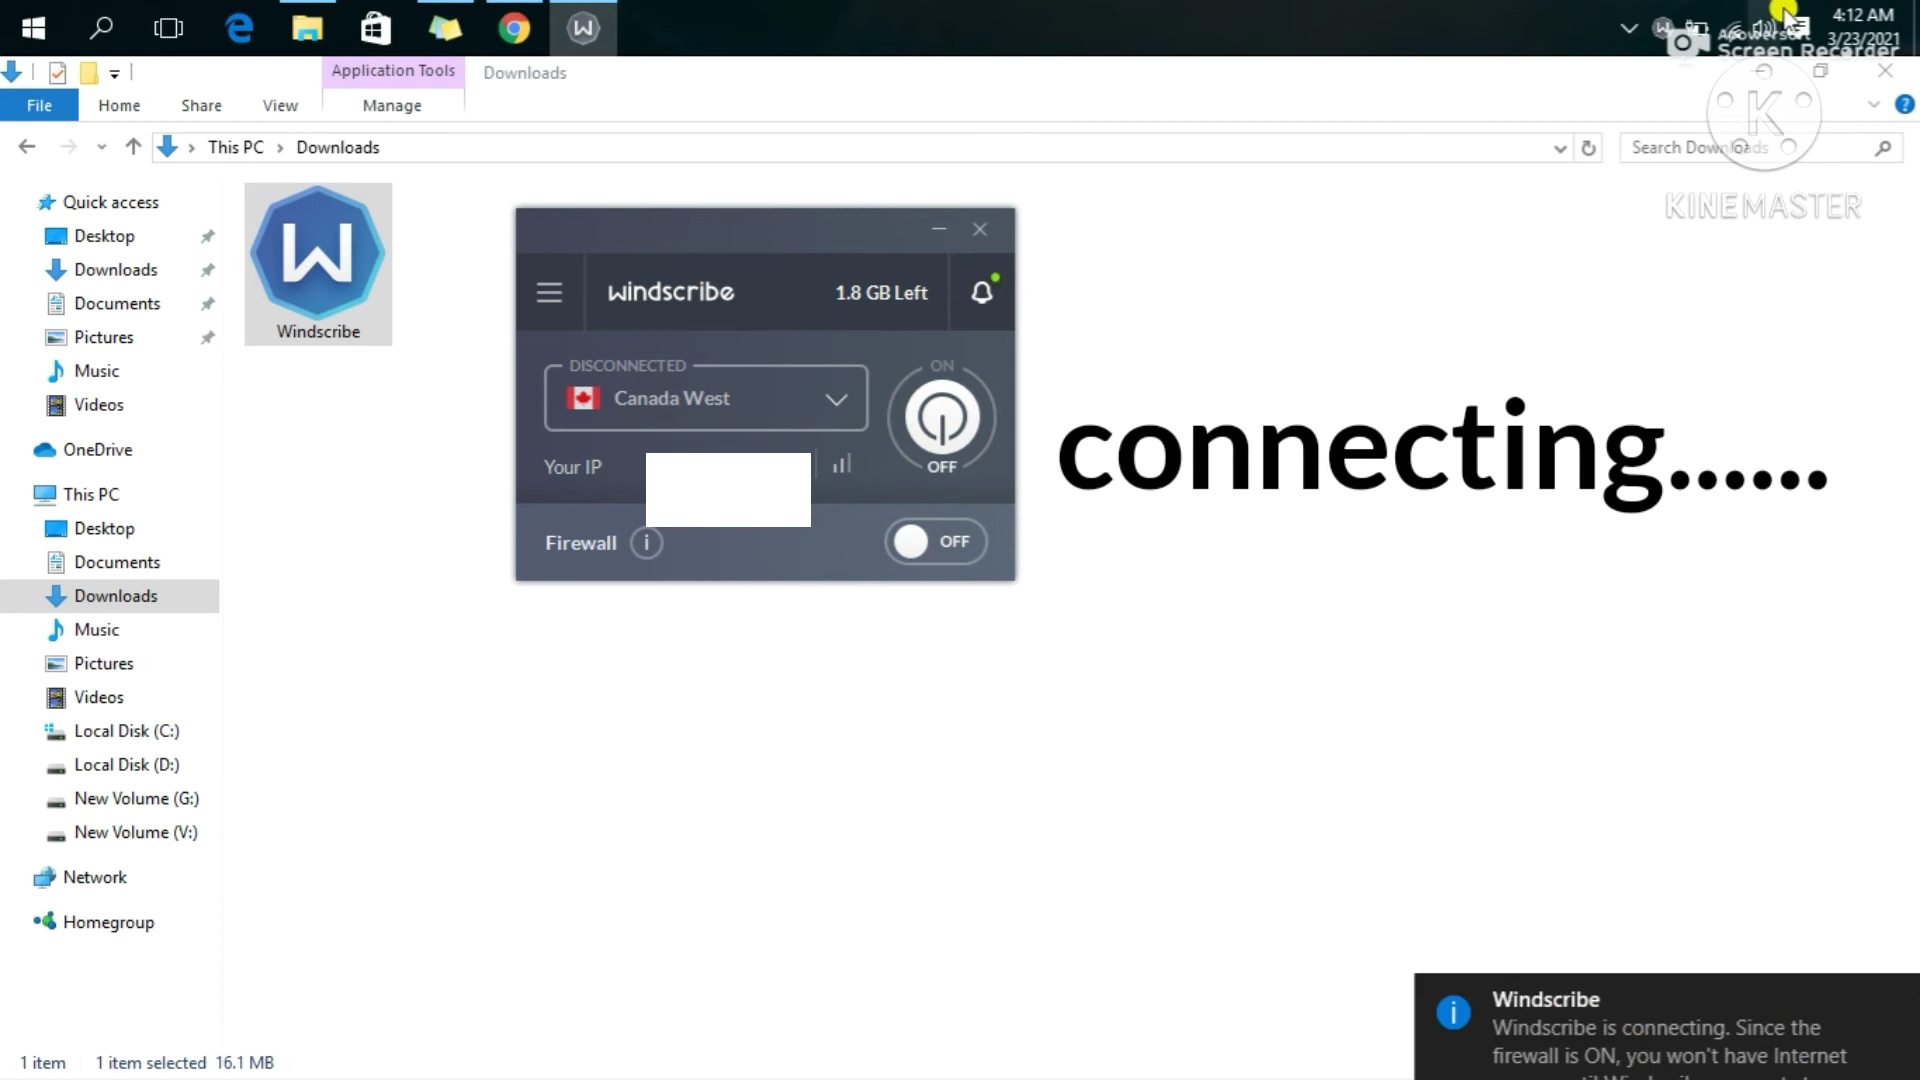 4:12 AM
3/23/2021
Apowersoft
Screen Recorder
Application Tools
Downloads
File
Home
Share
View
Manage
This PC
Downloads
Search Downloads
K
KINEMASTER
Quick access
Desktop
Downloads
Documents
Pictures
Music
Videos
OneDrive
This PC
Desktop
Documents
Downloads
Music
Pictures
Videos
Local Disk (C:)
Local Disk (D:)
New Volume (G:)
New Volume (V:)
Network
Homegroup
W
Windscribe
windscribe
1.8 GB Left
DISCONNECTED
Canada West
ON
OFF
Your IP
Firewall
OFF
connecting......
Windscribe
Windscribe is connecting. Since the
firewall is ON, you won't have Internet
1 item
1 item selected 16.1 MB